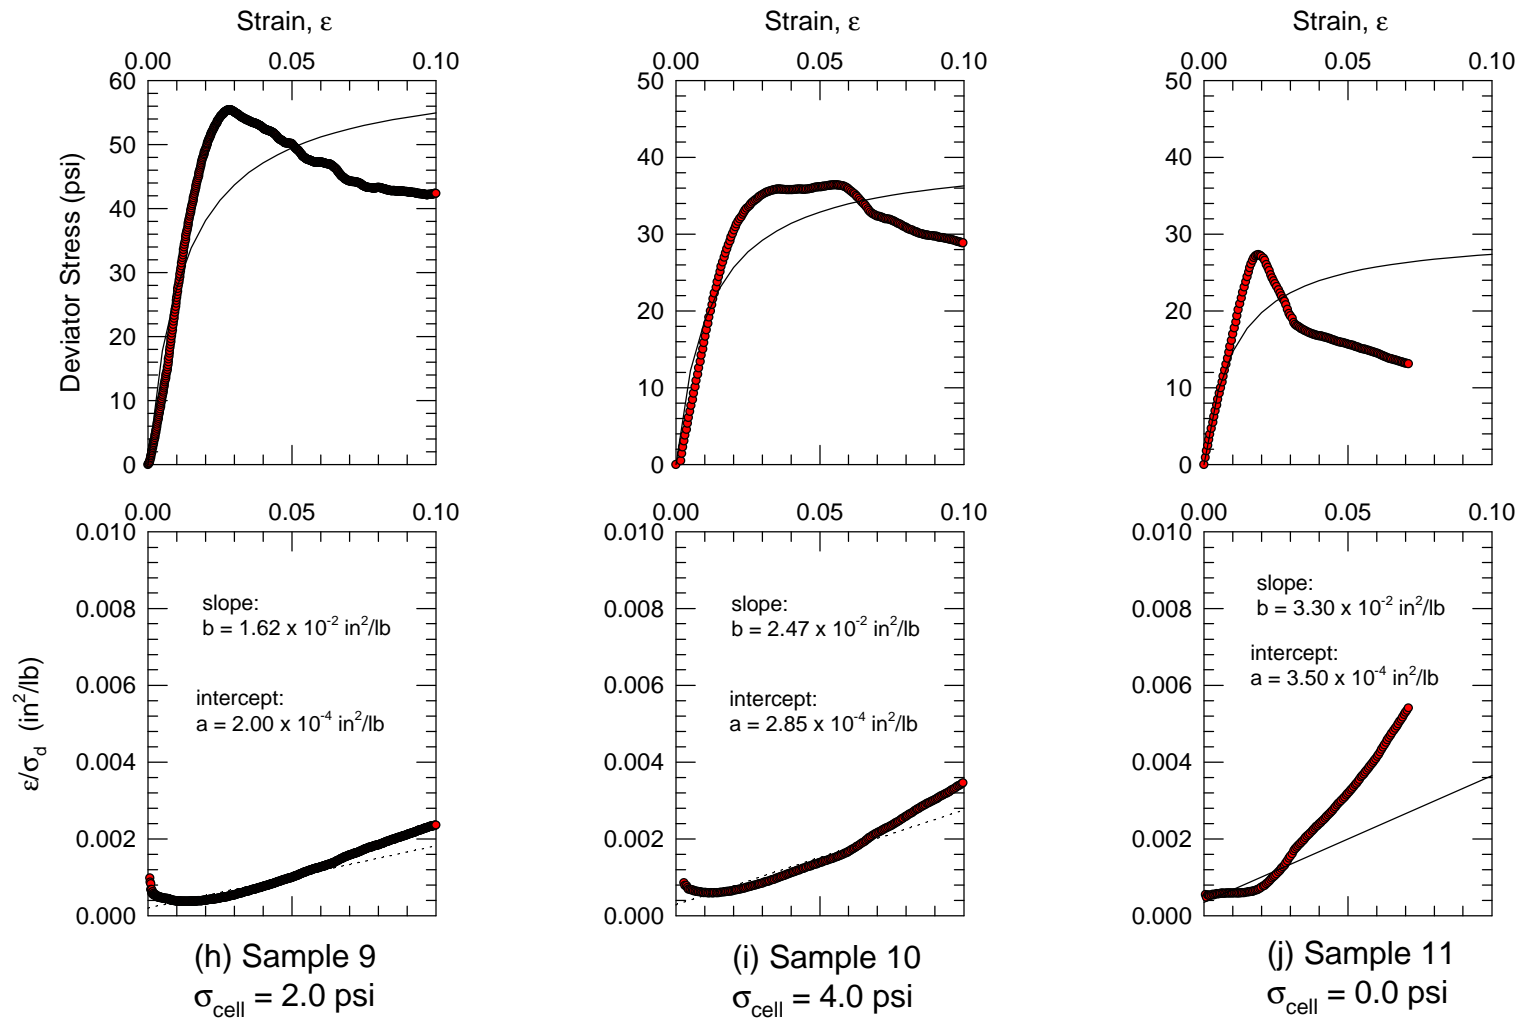 Strain, ε
0.00 0.05 0.10
60
50
40
30
20
10
0
Deviator Stress (psi)
Strain, ε
0.00 0.05 0.10
50
40
30
20
10
0
Strain, ε
0.00 0.05 0.10
50
40
30
20
10
0
0.00 0.05 0.10
0.010
0.008
0.006
0.004
0.002
0.000
ε/σd (in²/lb)
slope:
b = 1.62 x 10⁻² in²/lb
intercept:
a = 2.00 x 10⁻⁴ in²/lb
(h) Sample 9
σcell = 2.0 psi
0.00 0.05 0.10
0.010
0.008
0.006
0.004
0.002
0.000
slope:
b = 2.47 x 10⁻² in²/lb
intercept:
a = 2.85 x 10⁻⁴ in²/lb
(i) Sample 10
σcell = 4.0 psi
0.00 0.05 0.10
0.010
0.008
0.006
0.004
0.002
0.000
slope:
b = 3.30 x 10⁻² in²/lb
intercept:
a = 3.50 x 10⁻⁴ in²/lb
(j) Sample 11
σcell = 0.0 psi